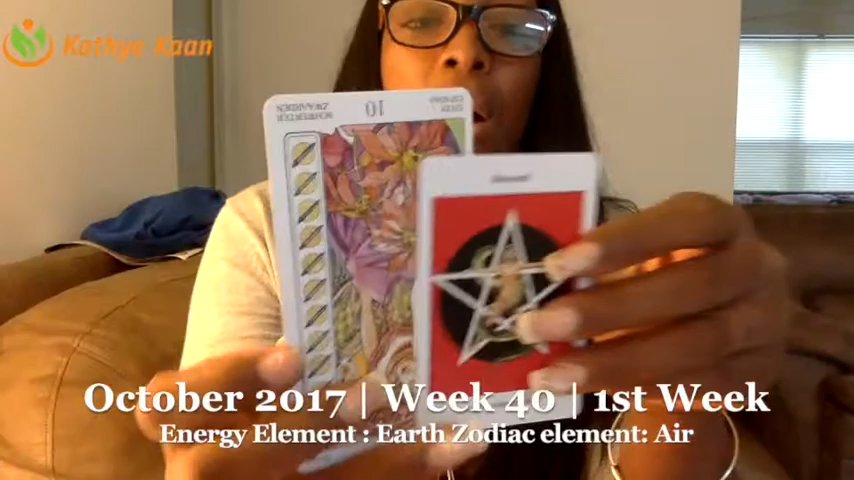 Kathye Kaan
10
October 2017 | Week 40 | 1st Week
Energy Element : Earth Zodiac element: Air